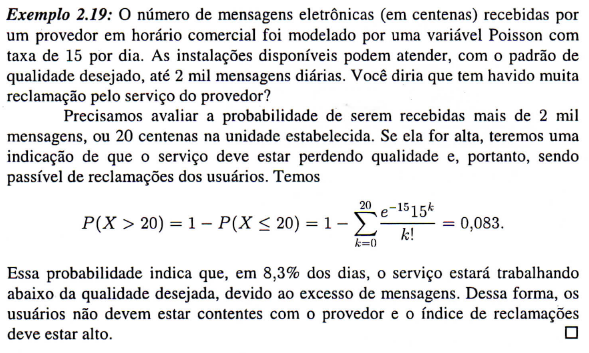 Exemplo 2.19: O número de mensagens eletrônicas (em centenas) recebidas por
um provedor em horário comercial foi modelado por uma variável Poisson com
taxa de 15 por dia. As instalações disponíveis podem atender, com o padrão de
qualidade desejado, até 2 mil mensagens diárias. Você diria que tem havido muita
reclamação pelo serviço do provedor?
Precisamos avaliar a probabilidade de serem recebidas mais de 2 mil
mensagens, ou 20 centenas na unidade estabelecida. Se ela for alta, teremos uma
indicação de que o serviço deve estar perdendo qualidade e, portanto, sendo
passível de reclamações dos usuários. Temos
P(X > 20) = 1 − P(X ≤ 20) = 1 − ∑_{k=0}^{20} \frac{e^{-15}15^k}{k!} = 0,083.
Essa probabilidade indica que, em 8,3% dos dias, o serviço estará trabalhando
abaixo da qualidade desejada, devido ao excesso de mensagens. Dessa forma, os
usuários não devem estar contentes com o provedor e o índice de reclamações
deve estar alto. □